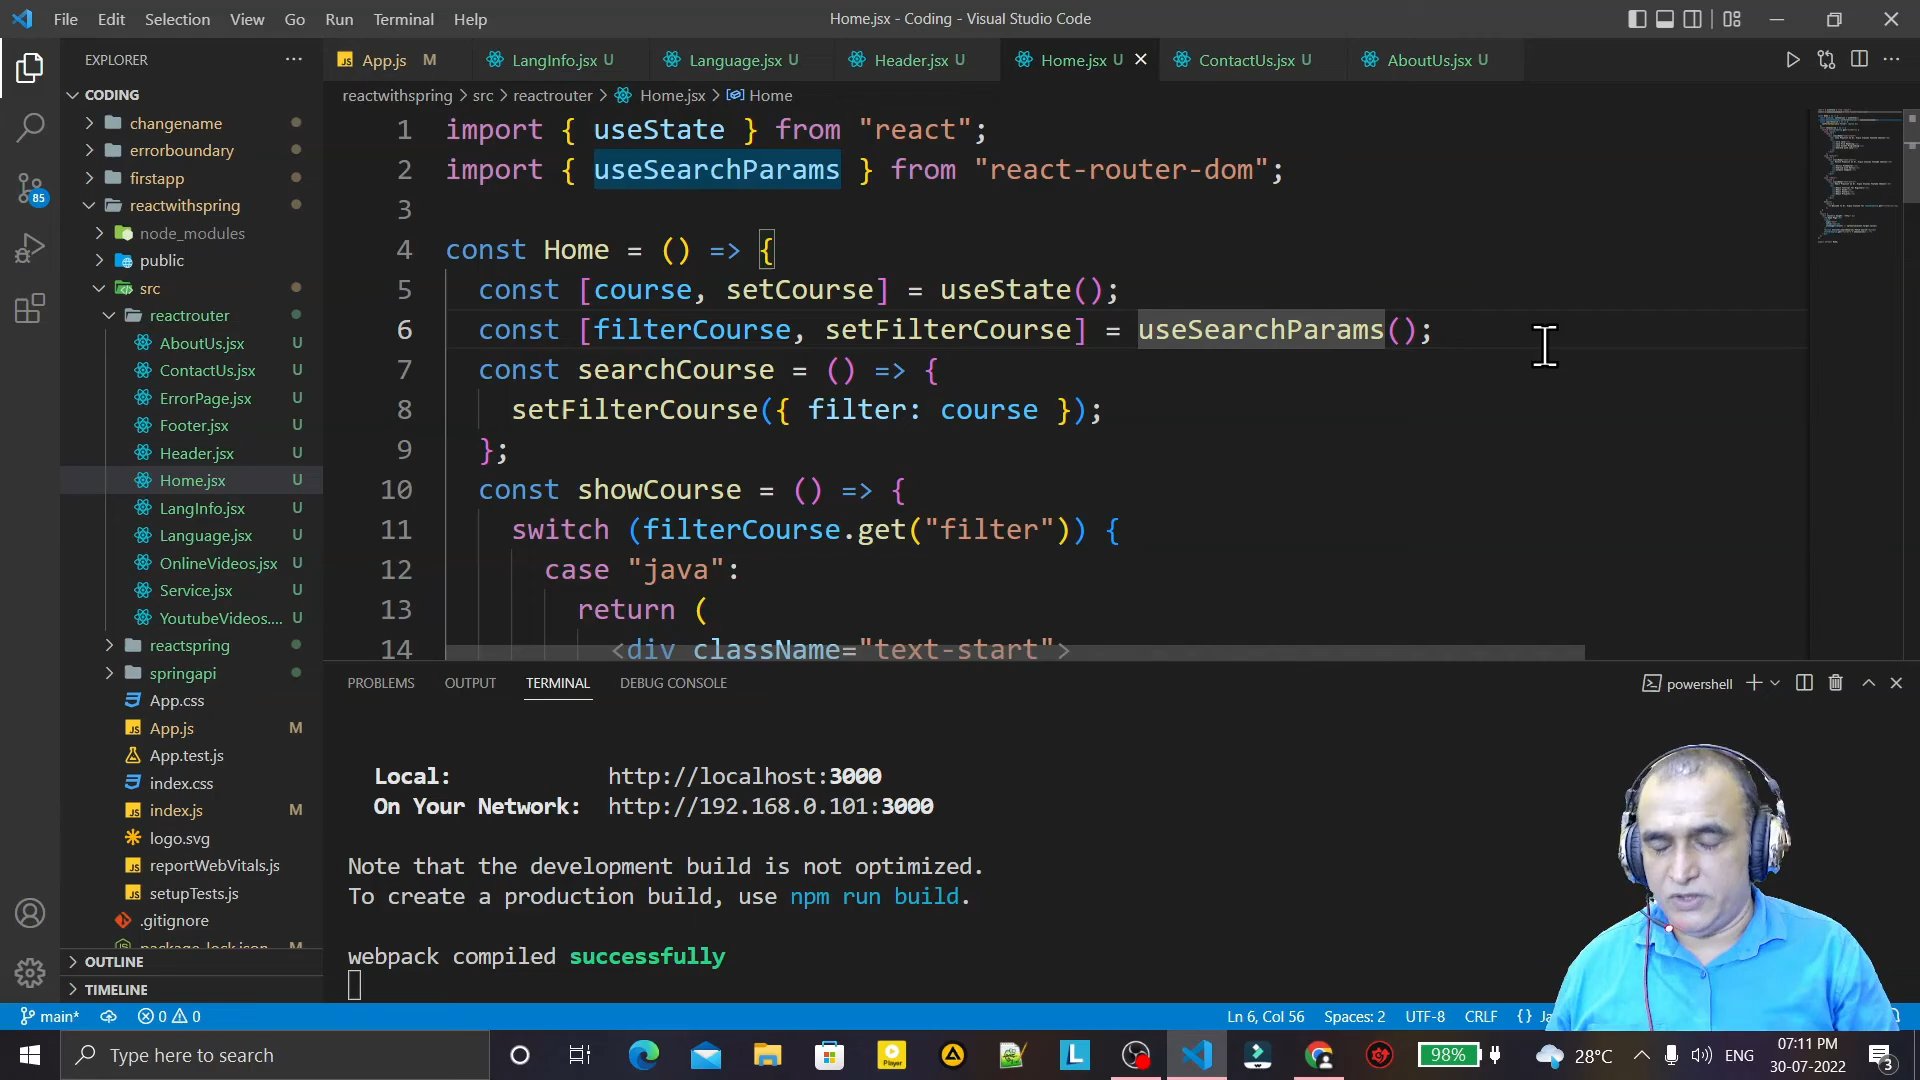 File Edit Selection View Go Run Terminal Help
Home.jsx - Coding - Visual Studio Code
EXPLORER
App.js M
LangInfo.jsx U
Language.jsx U
Header.jsx U
Home.jsx U
ContactUs.jsx U
AboutUs.jsx U
reactwithspring > src > reactrouter > Home.jsx > Home
CODING
changename
errorboundary
firstapp
reactwithspring
node_modules
public
src
reactrouter
AboutUs.jsx U
ContactUs.jsx U
ErrorPage.jsx U
Footer.jsx U
Header.jsx U
Home.jsx U
LangInfo.jsx U
Language.jsx U
OnlineVideos.jsx U
Service.jsx U
YoutubeVideos.... U
reactspring
springapi
App.css
App.js M
App.test.js
index.css
index.js M
logo.svg
reportWebVitals.js
setupTests.js
.gitignore
package-lock.json M
OUTLINE
TIMELINE
85
1 import { useState } from "react";
2 import { useSearchParams } from "react-router-dom";
3
4 const Home = () => {
5 const [course, setCourse] = useState();
6 const [filterCourse, setFilterCourse] = useSearchParams();
7 const searchCourse = () => {
8 setFilterCourse({ filter: course });
9 };
10 const showCourse = () => {
11 switch (filterCourse.get("filter")) {
12 case "java":
13 return (
14 <div className="text-start">
PROBLEMS OUTPUT TERMINAL DEBUG CONSOLE
powershell
Local: http://localhost:3000
On Your Network: http://192.168.0.101:3000
Note that the development build is not optimized.
To create a production build, use npm run build.
webpack compiled successfully
main* 0 0
Ln 6, Col 56 Spaces: 2 UTF-8 CRLF {}
Type here to search
Player
L
98%
28°C
ENG
07:11 PM
30-07-2022
3